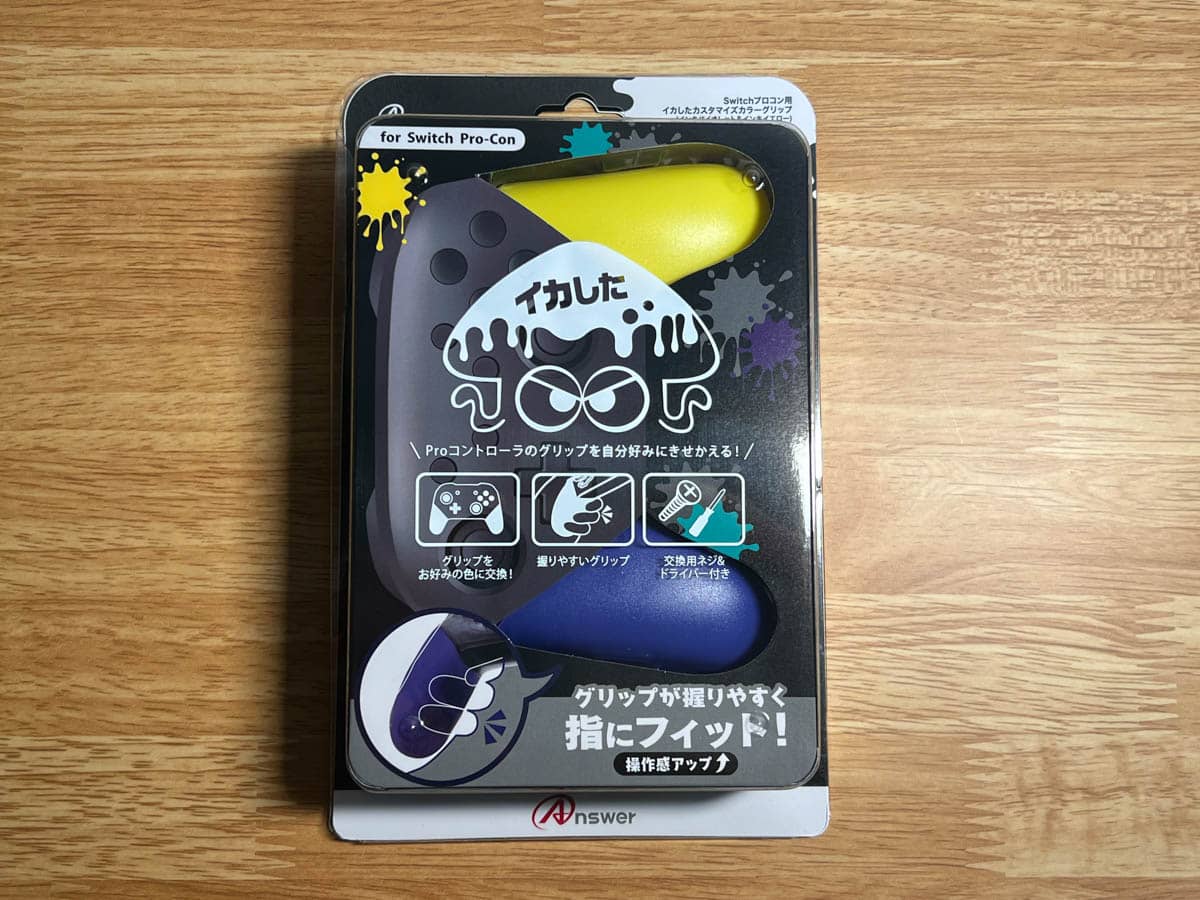 Switchプロコン用
イカしたカスタマイズカラーグリップ
for Switch Pro-Con
イカした
\ Proコントローラのグリップを自分好みにきせかえる! /
グリップを
お好みの色に交換!
握りやすいグリップ
交換用ネジ&
ドライバー付き
グリップが握りやすく
指にフィット!
操作感アップ↑
Answer